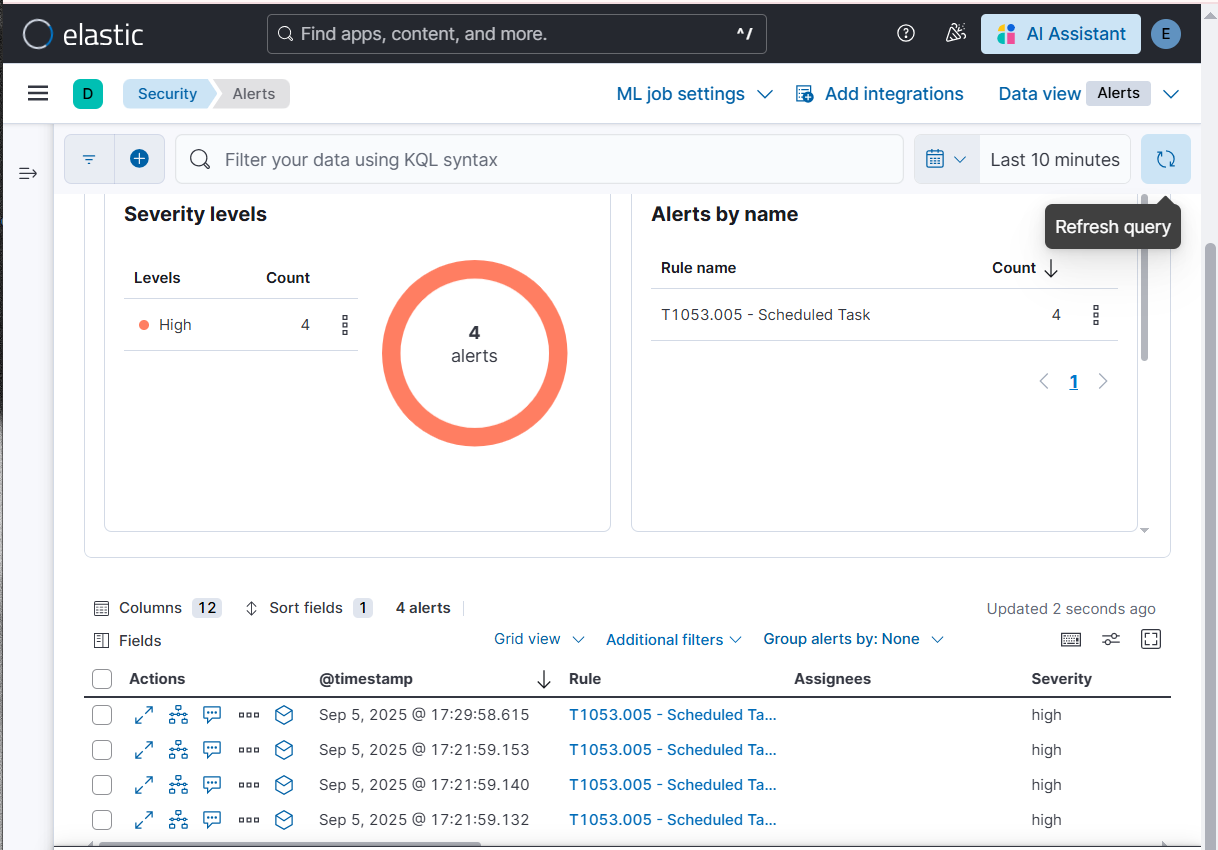 elastic
Find apps, content, and more. ^/
AI Assistant
E
D
Security
Alerts
ML job settings
Add integrations
Data view Alerts
Filter your data using KQL syntax
Last 10 minutes
Refresh query
Severity levels
Levels Count
High 4
4
alerts
Alerts by name
Rule name Count
T1053.005 - Scheduled Task 4
1
Columns 12 Sort fields 1 4 alerts
Updated 2 seconds ago
Fields
Grid view Additional filters Group alerts by: None
Actions @timestamp Rule Assignees Severity
Sep 5, 2025 @ 17:29:58.615 T1053.005 - Scheduled Ta... high
Sep 5, 2025 @ 17:21:59.153 T1053.005 - Scheduled Ta... high
Sep 5, 2025 @ 17:21:59.140 T1053.005 - Scheduled Ta... high
Sep 5, 2025 @ 17:21:59.132 T1053.005 - Scheduled Ta... high